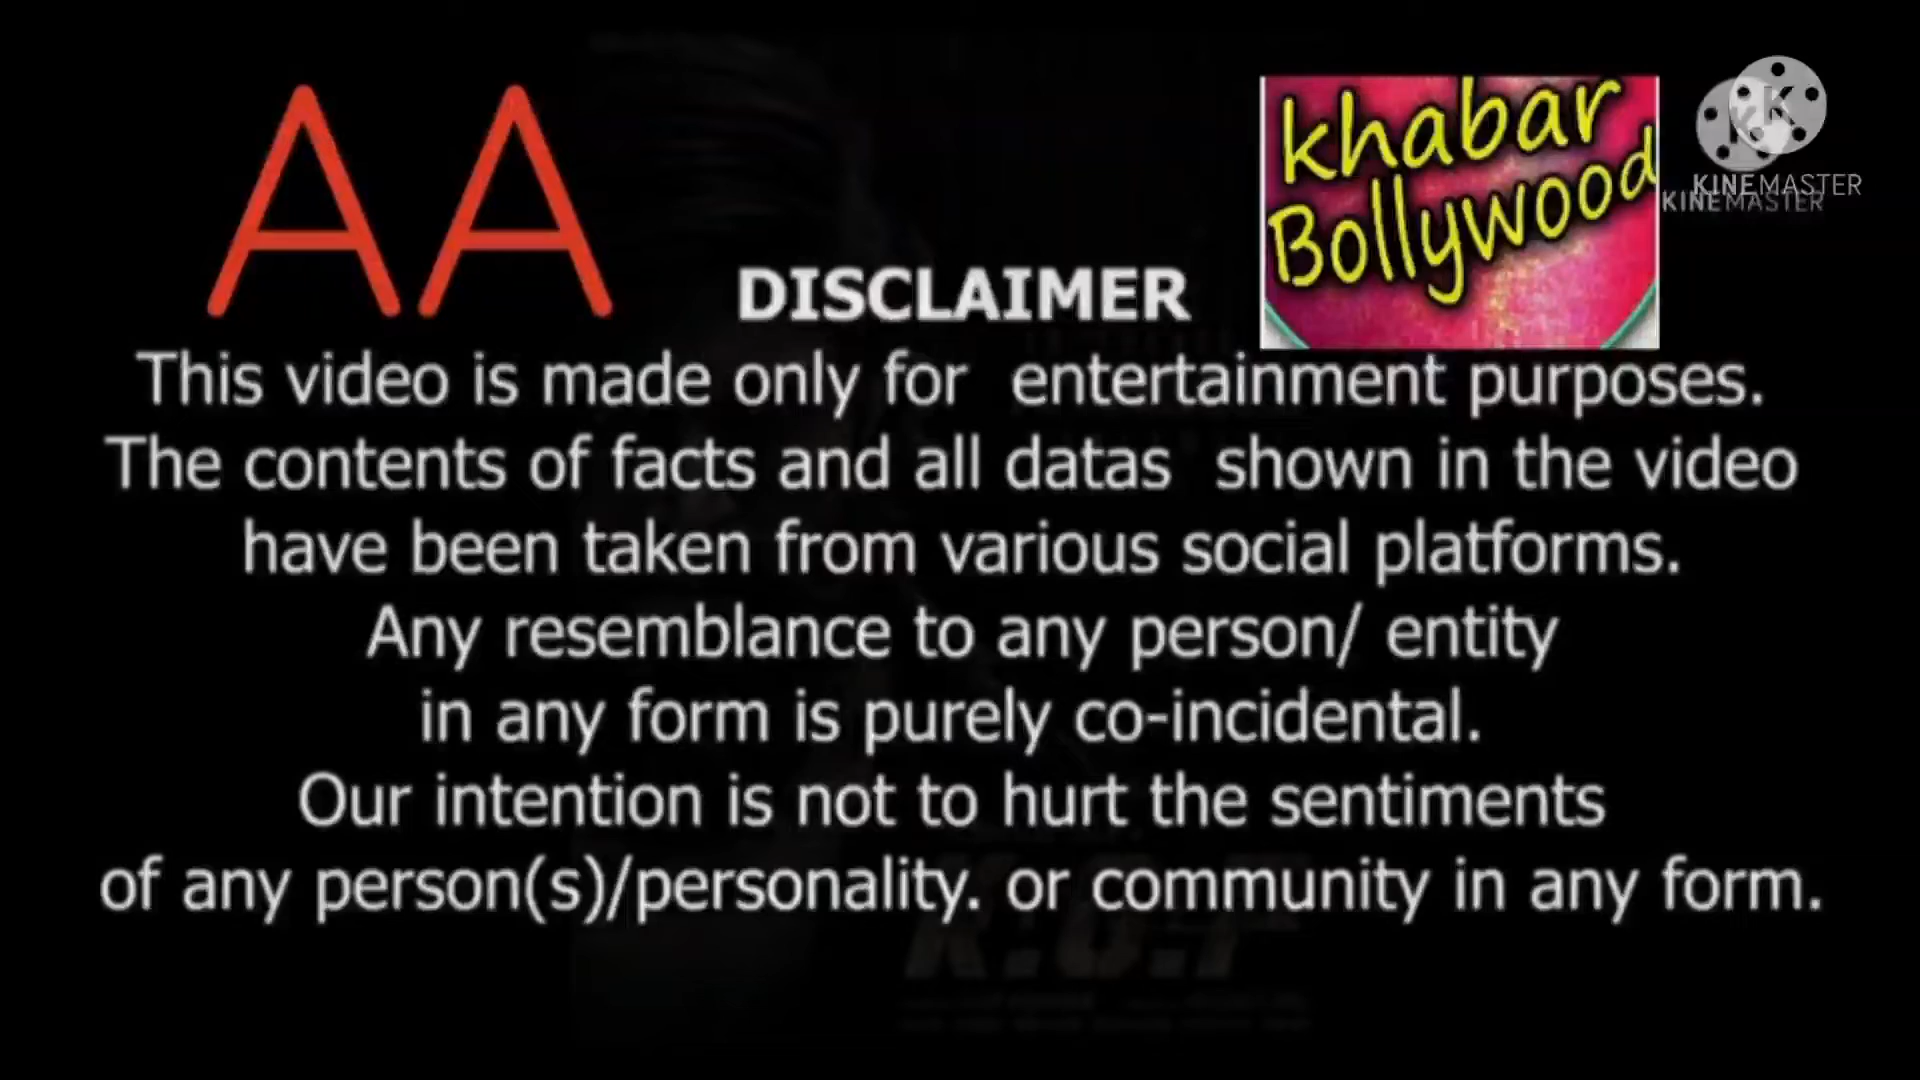 AA
khabar
Bollywood
KINEMASTER
KINEMASTER
DISCLAIMER
This video is made only for entertainment purposes.
The contents of facts and all datas shown in the video
have been taken from various social platforms.
Any resemblance to any person/ entity
in any form is purely co-incidental.
Our intention is not to hurt the sentiments
of any person(s)/personality. or community in any form.